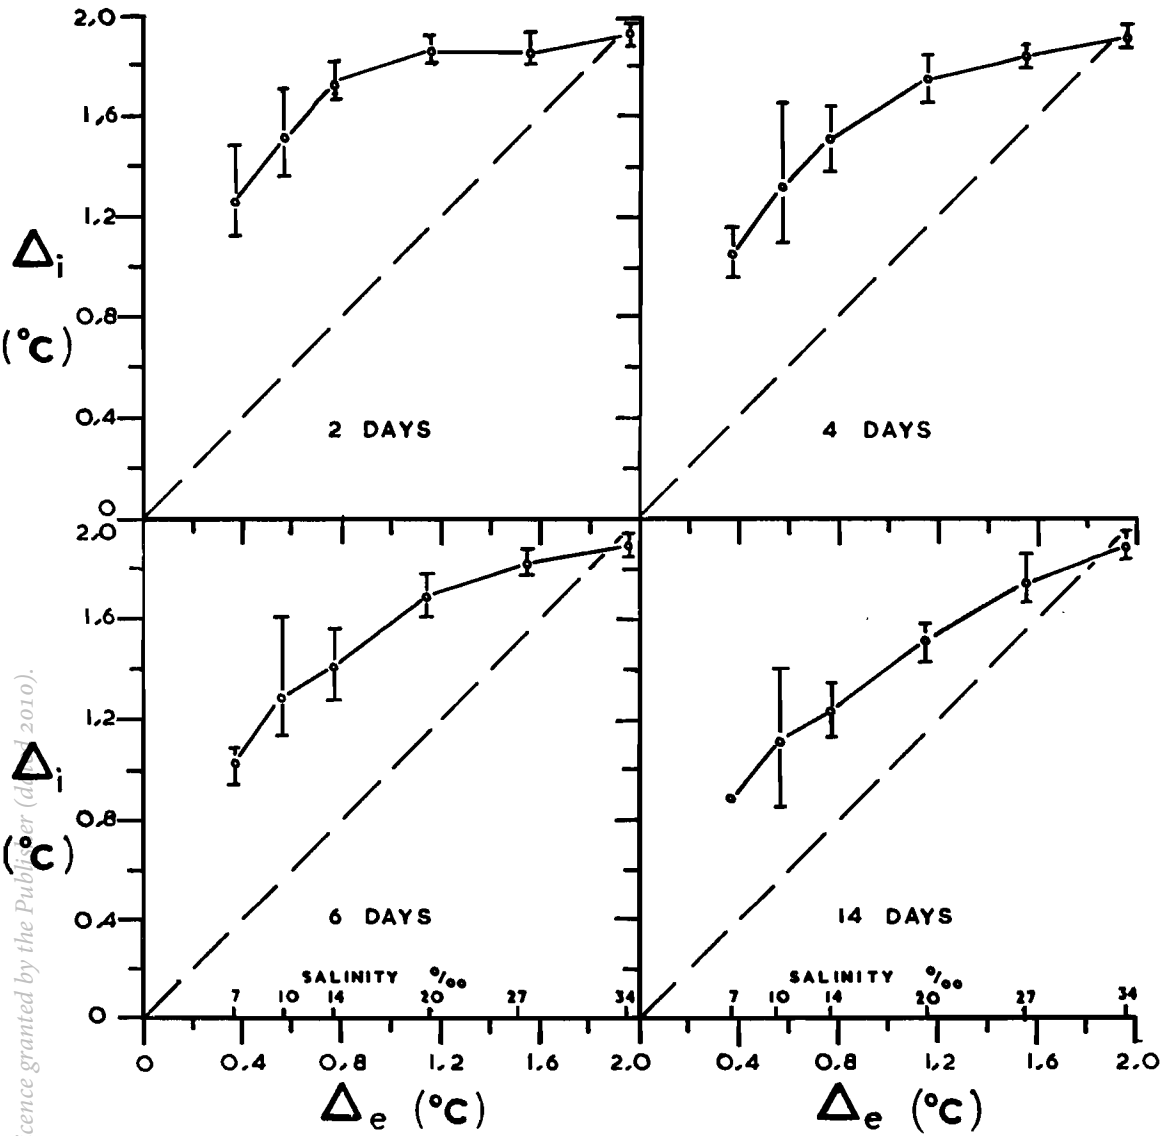 2,0
1,6
1,2
Δi
0,8
(°C)
0,4
2 DAYS
4 DAYS
0
2,0
1,6
1,2
Δi
0,8
(°C)
0,4
6 DAYS
14 DAYS
SALINITY ‰
SALINITY ‰
7 10 14 20 27 34
7 10 14 20 27 34
0
0 0,4 0,8 1,2 1,6 2.0
0,4 0,8 1,2 1,6 2.0
Δe (°C)
Δe (°C)
cence granted by the Publisher (dated 2010).